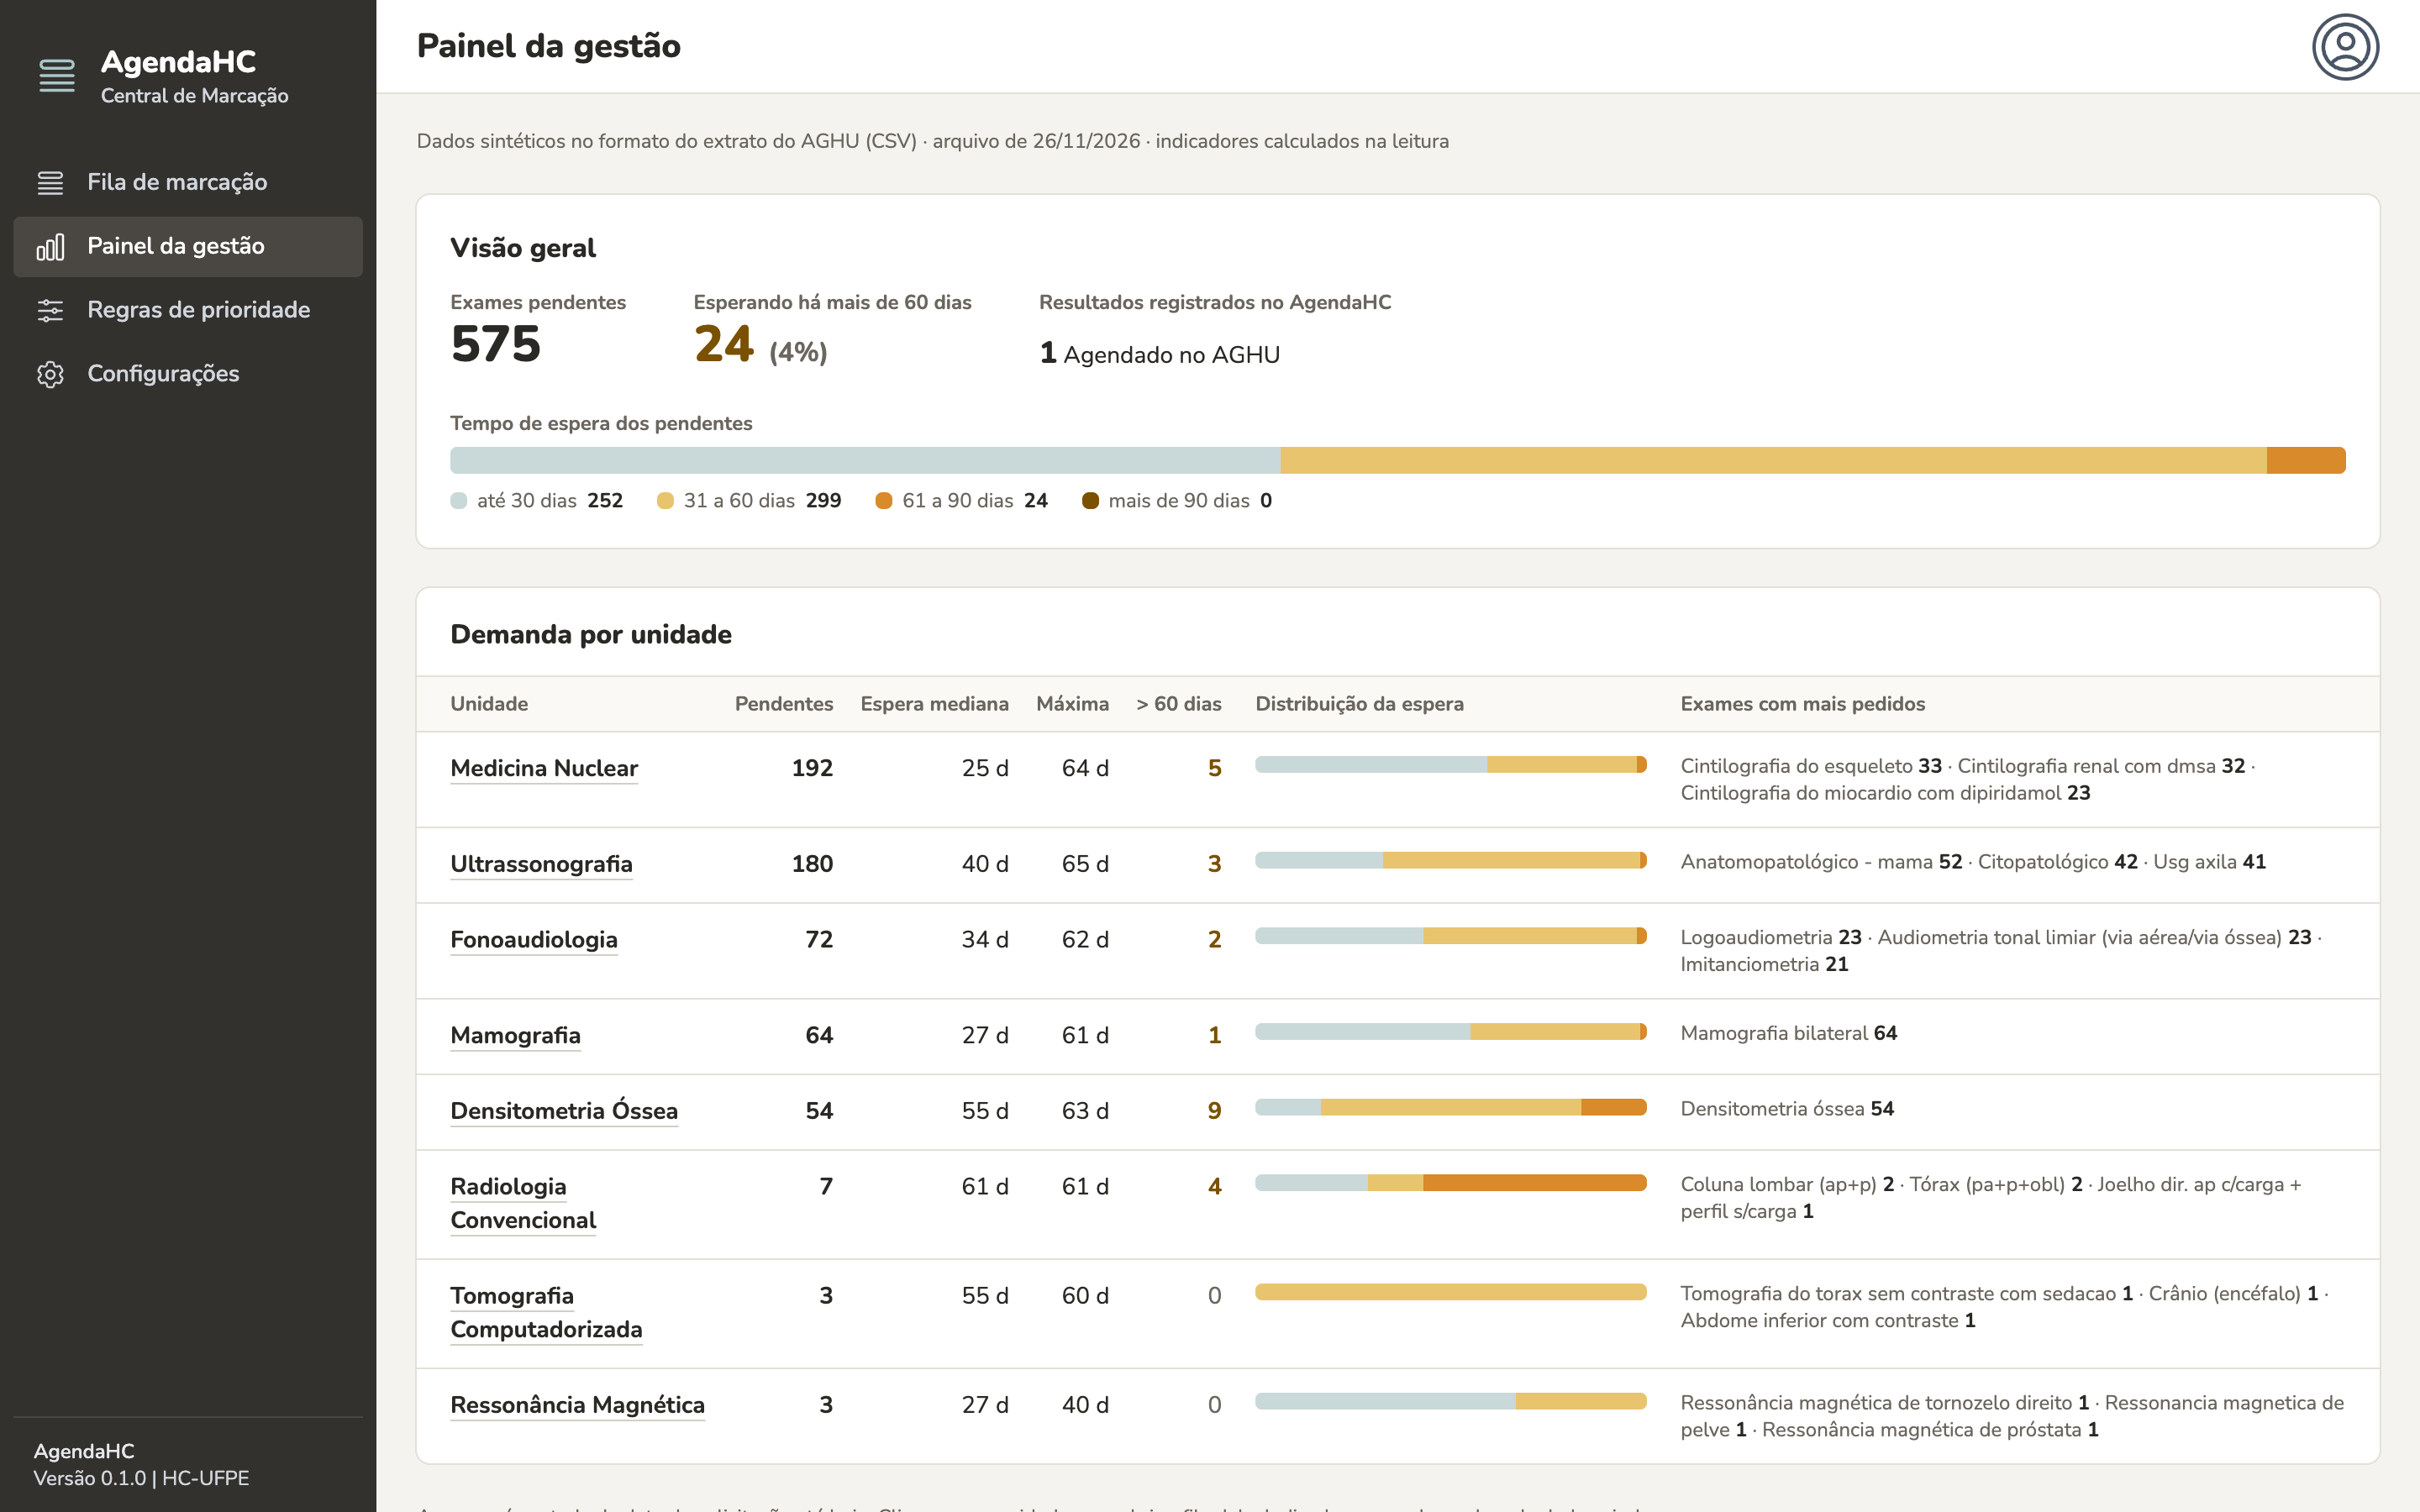 AgendaHC
Central de Marcação
Fila de marcação
Painel da gestão
Regras de prioridade
Configurações
AgendaHC
Versão 0.1.0 | HC-UFPE
Painel da gestão
Dados sintéticos no formato do extrato do AGHU (CSV) · arquivo de 26/11/2026 · indicadores calculados na leitura
Visão geral
Exames pendentes
575
Esperando há mais de 60 dias
24 (4%)
Resultados registrados no AgendaHC
1 Agendado no AGHU
Tempo de espera dos pendentes
até 30 dias 252 31 a 60 dias 299 61 a 90 dias 24 mais de 90 dias 0
Demanda por unidade
Unidade Pendentes Espera mediana Máxima > 60 dias Distribuição da espera Exames com mais pedidos
Medicina Nuclear 192 25 d 64 d 5 Cintilografia do esqueleto 33 · Cintilografia renal com dmsa 32 ·
Cintilografia do miocardio com dipiridamol 23
Ultrassonografia 180 40 d 65 d 3 Anatomopatológico - mama 52 · Citopatológico 42 · Usg axila 41
Fonoaudiologia 72 34 d 62 d 2 Logoaudiometria 23 · Audiometria tonal limiar (via aérea/via óssea) 23 ·
Imitanciometria 21
Mamografia 64 27 d 61 d 1 Mamografia bilateral 64
Densitometria Óssea 54 55 d 63 d 9 Densitometria óssea 54
Radiologia 7 61 d 61 d 4 Coluna lombar (ap+p) 2 · Tórax (pa+p+obl) 2 · Joelho dir. ap c/carga +
Convencional perfil s/carga 1
Tomografia 3 55 d 60 d 0 Tomografia do torax sem contraste com sedacao 1 · Crânio (encéfalo) 1 ·
Computadorizada Abdome inferior com contraste 1
Ressonância Magnética 3 27 d 40 d 0 Ressonância magnética de tornozelo direito 1 · Ressonancia magnetica de
pelve 1 · Ressonância magnética de próstata 1